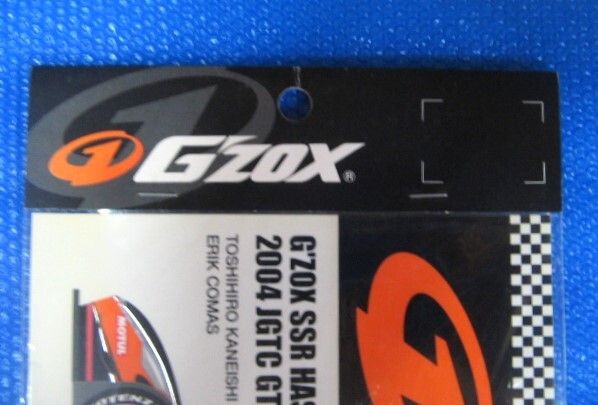 G'ZOX®
G'ZOX SSR HAS
2004 JGTC GT
TOSHIHIRO KANEISHI
ERIK COMAS
MOTUL